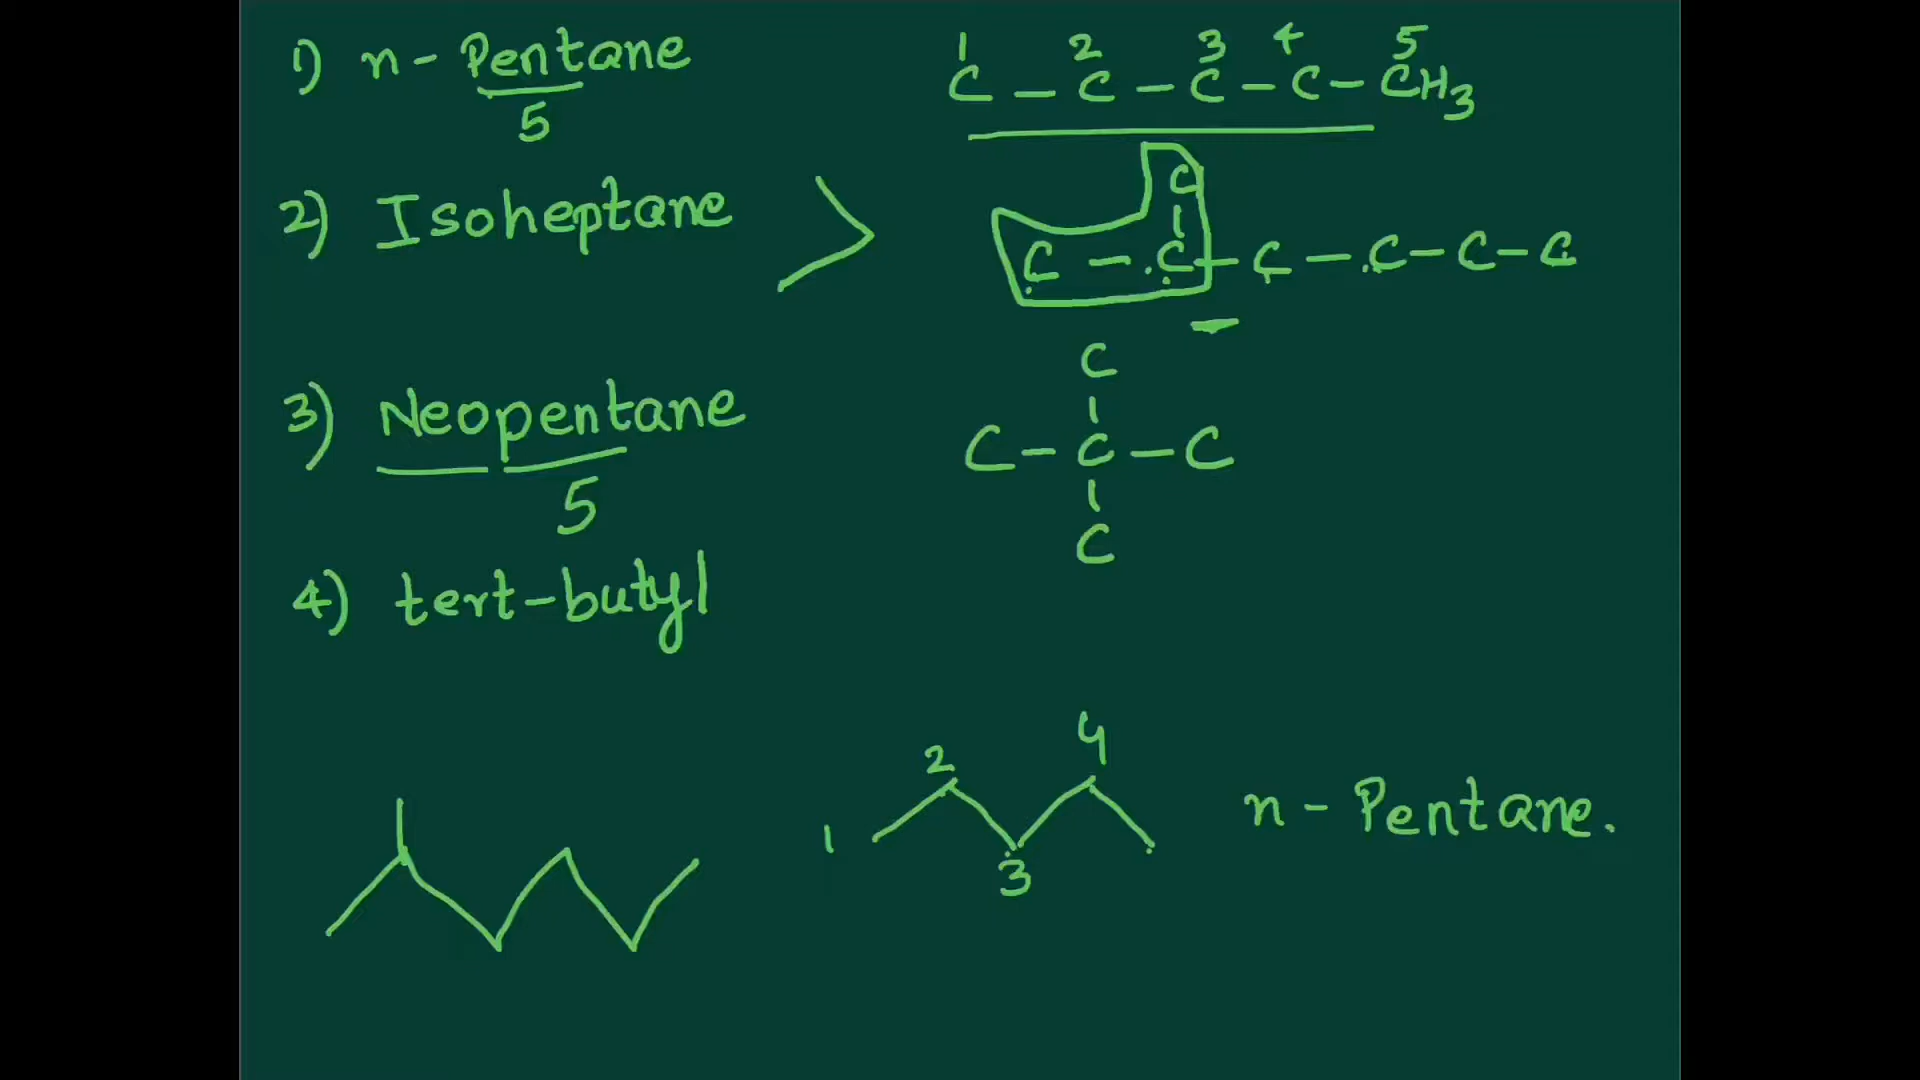 1) n-Pentane
5
1 2 3 4 5
C – C – C – C – CH3
2) Isoheptane
C
C – C – C – C – C – C
3) Neopentane
5
C
C – C – C
C
4) tert-butyl
1 2 3 4
n-Pentane.